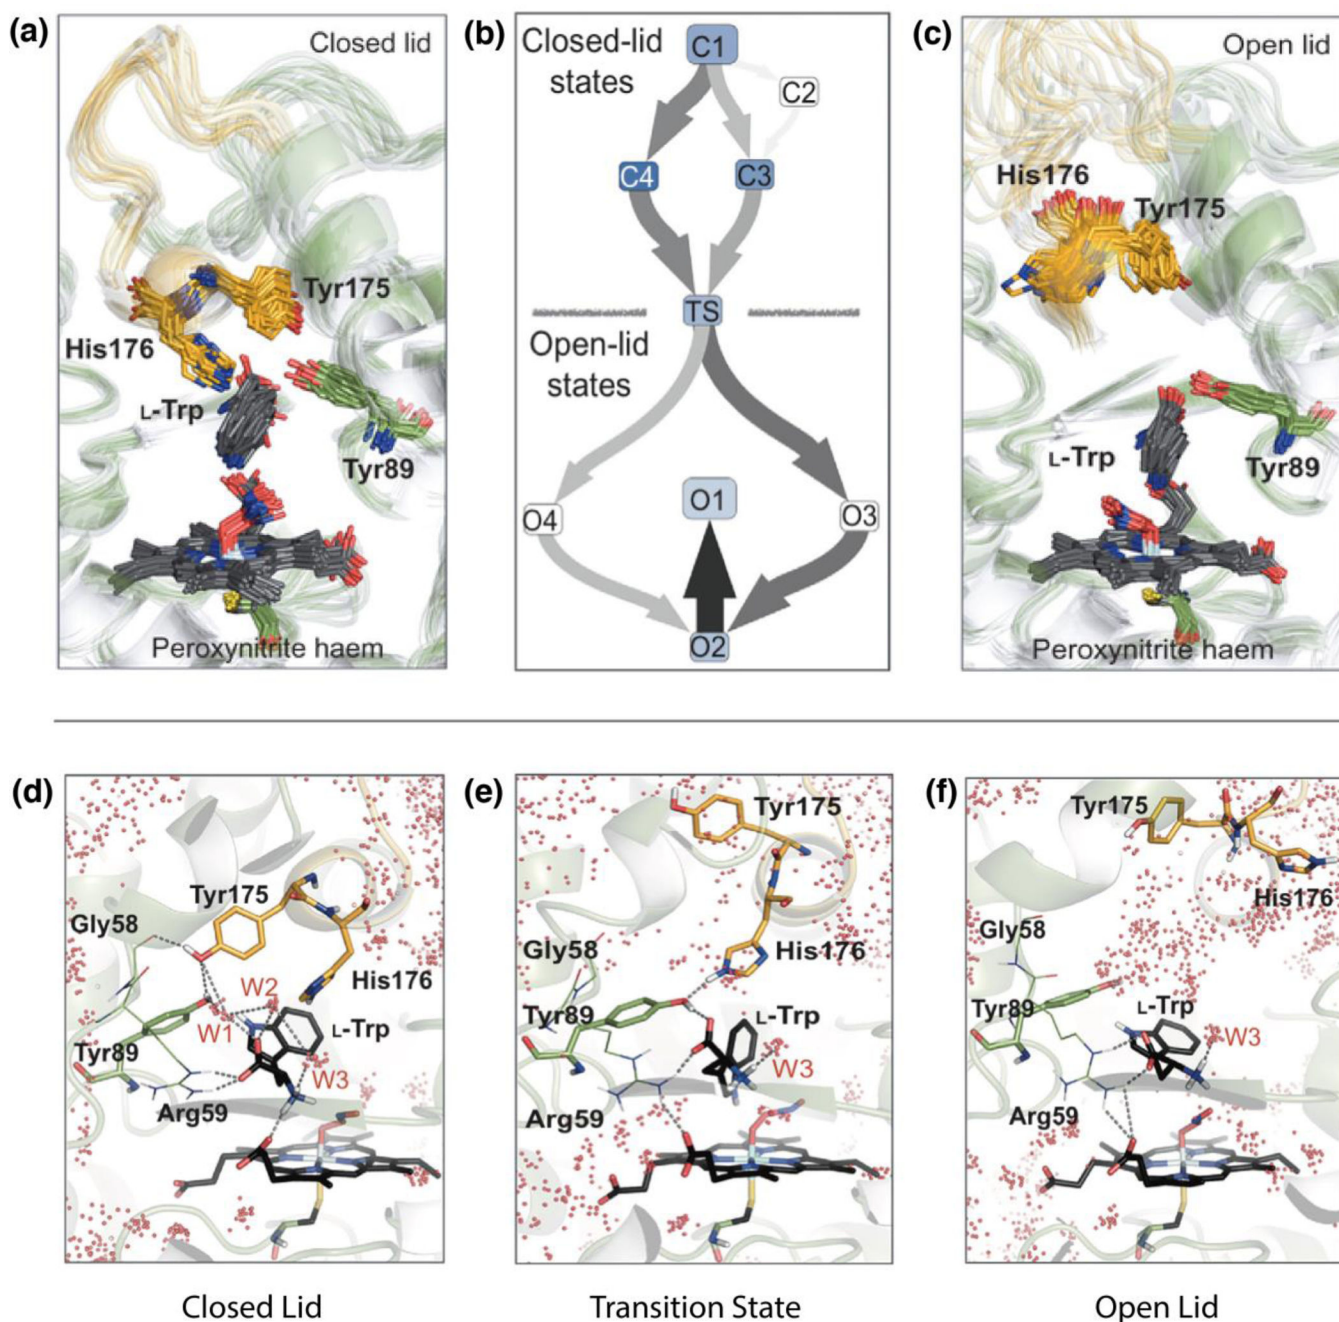 (a)
Closed lid
Tyr175
His176
L-Trp
Tyr89
Peroxynitrite haem
(b)
Closed-lid
states
C1
C2
C4
C3
TS
Open-lid
states
O1
O4
O3
O2
(c)
Open lid
His176
Tyr175
L-Trp
Tyr89
Peroxynitrite haem
(d)
Tyr175
Gly58
His176
W2
W1
L-Trp
Tyr89
W3
Arg59
Closed Lid
(e)
Tyr175
Gly58
His176
Tyr89
L-Trp
W3
Arg59
Transition State
(f)
Tyr175
His176
Gly58
Tyr89
L-Trp
W3
Arg59
Open Lid